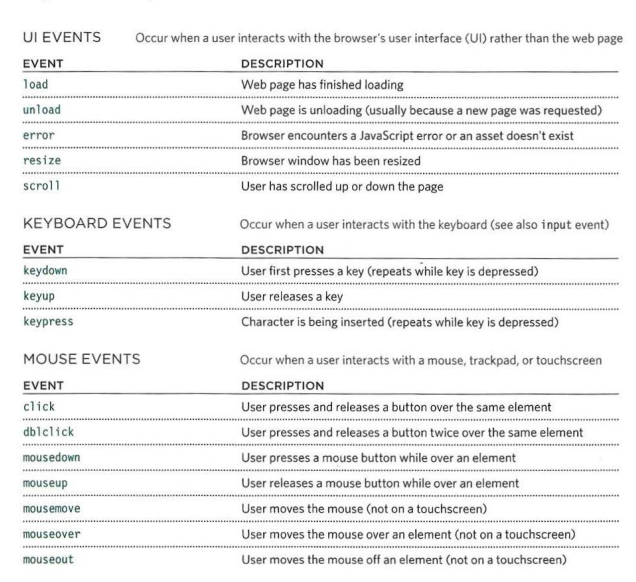 UI EVENTS Occur when a user interacts with the browser's user interface (UI) rather than the web page
EVENT DESCRIPTION
load Web page has finished loading
unload Web page is unloading (usually because a new page was requested)
error Browser encounters a JavaScript error or an asset doesn't exist
resize Browser window has been resized
scroll User has scrolled up or down the page
KEYBOARD EVENTS Occur when a user interacts with the keyboard (see also input event)
EVENT DESCRIPTION
keydown User first presses a key (repeats while key is depressed)
keyup User releases a key
keypress Character is being inserted (repeats while key is depressed)
MOUSE EVENTS Occur when a user interacts with a mouse, trackpad, or touchscreen
EVENT DESCRIPTION
click User presses and releases a button over the same element
dblclick User presses and releases a button twice over the same element
mousedown User presses a mouse button while over an element
mouseup User releases a mouse button while over an element
mousemove User moves the mouse (not on a touchscreen)
mouseover User moves the mouse over an element (not on a touchscreen)
mouseout User moves the mouse off an element (not on a touchscreen)